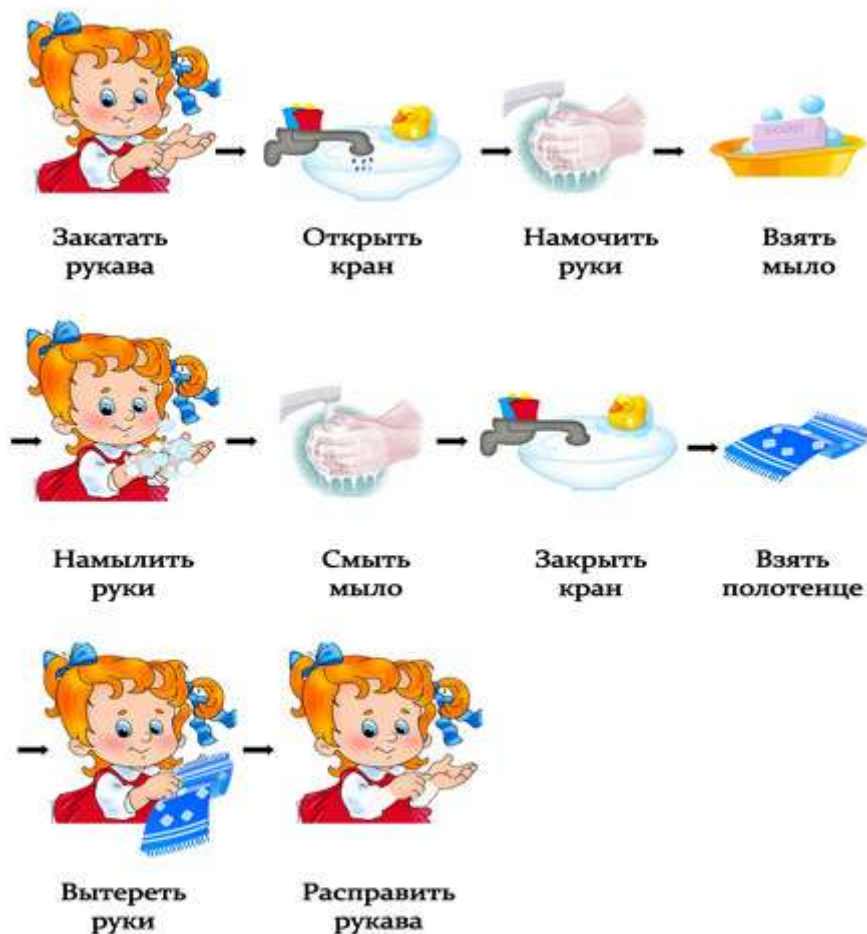 Закатать
рукава
Открыть
кран
Намочить
руки
Взять
мыло
Намылить
руки
Смыть
мыло
Закрыть
кран
Взять
полотенце
Вытереть
руки
Расправить
рукава